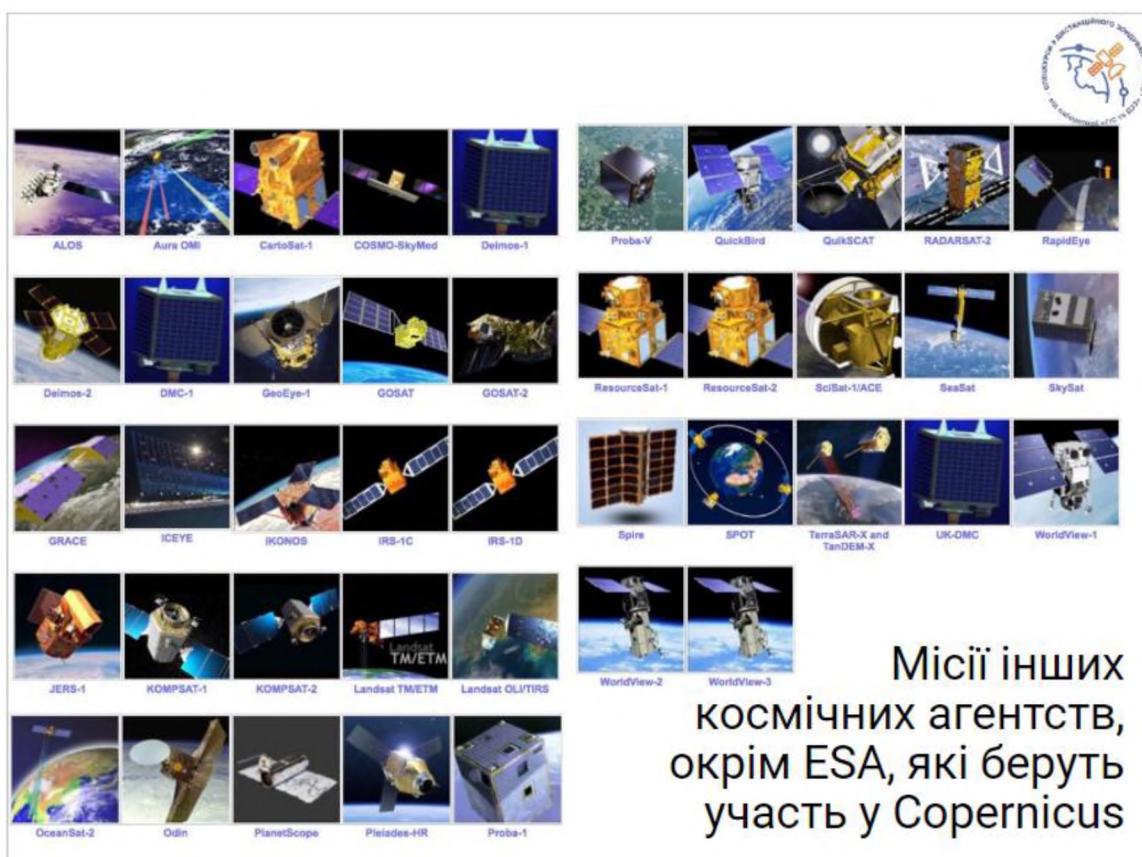 ALOS
Aura OMI
CartoSat-1
COSMO-SkyMed
Deimos-1
Deimos-2
DMC-1
GeoEye-1
GOSAT
GOSAT-2
GRACE
ICEYE
IKONOS
IRS-1C
IRS-1D
JERS-1
KOMPSAT-1
KOMPSAT-2
Landsat
TM/ETM
Landsat TM/ETM
Landsat OLI/TIRS
OceanSat-2
Odin
PlanetScope
Pleiades-HR
Proba-1
Proba-V
QuickBird
QuikSCAT
RADARSAT-2
RapidEye
ResourceSat-1
ResourceSat-2
SciSat-1/ACE
SeaSat
SkySat
Spire
SPOT
TerraSAR-X and
TanDEM-X
UK-DMC
WorldView-1
WorldView-2
WorldView-3
Місії інших
космічних агентств,
окрім ESA, які беруть
участь у Copernicus